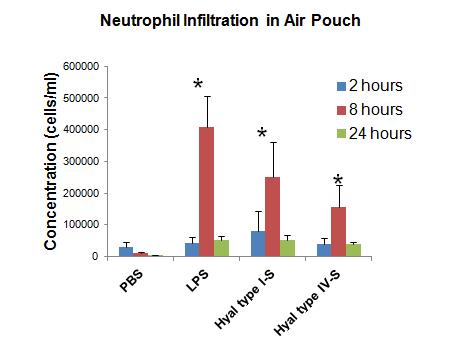 Neutrophil Infiltration in Air Pouch
Concentration (cells/ml)
600000
500000
400000
300000
200000
100000
0
* * *
2 hours
8 hours
24 hours
PBS
LPS
Hyal type I-S
Hyal type IV-S